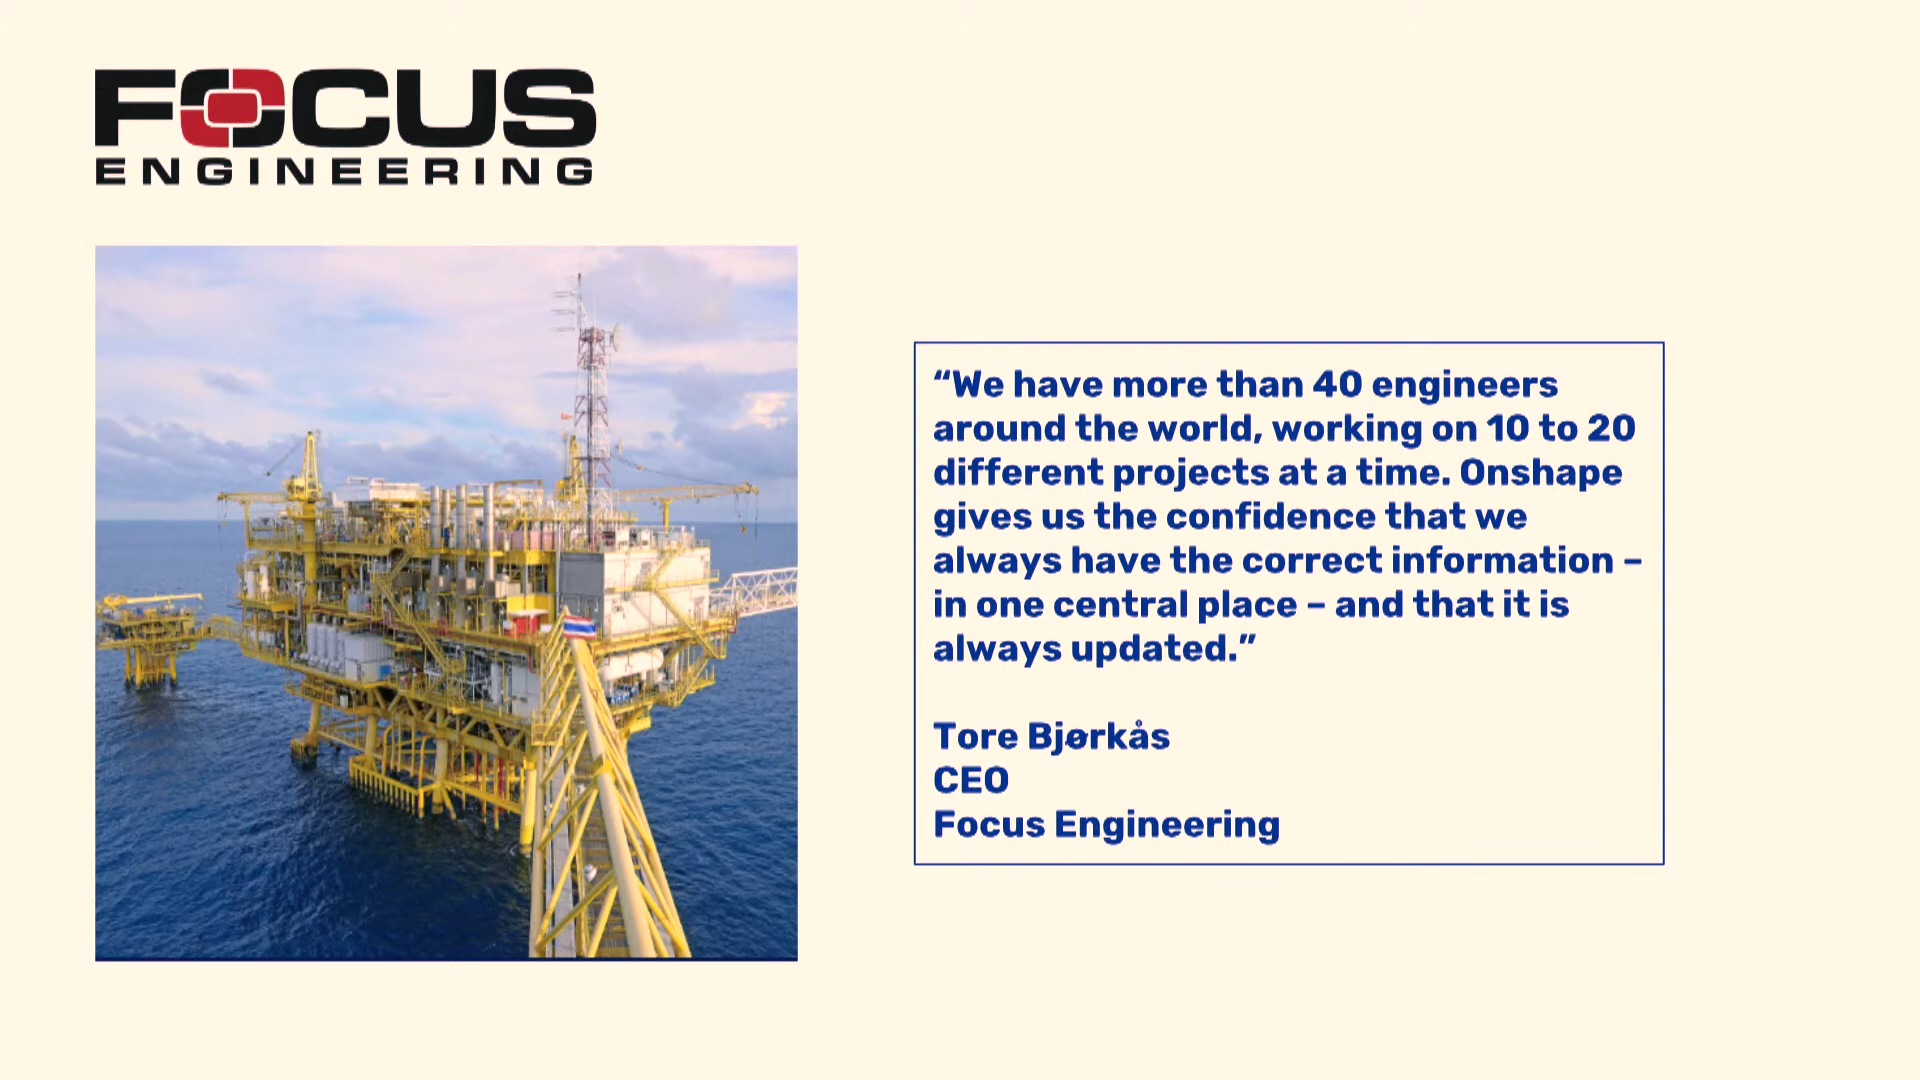 FOCUS
ENGINEERING
“We have more than 40 engineers
around the world, working on 10 to 20
different projects at a time. Onshape
gives us the confidence that we
always have the correct information –
in one central place – and that it is
always updated.”
Tore Bjørkås
CEO
Focus Engineering